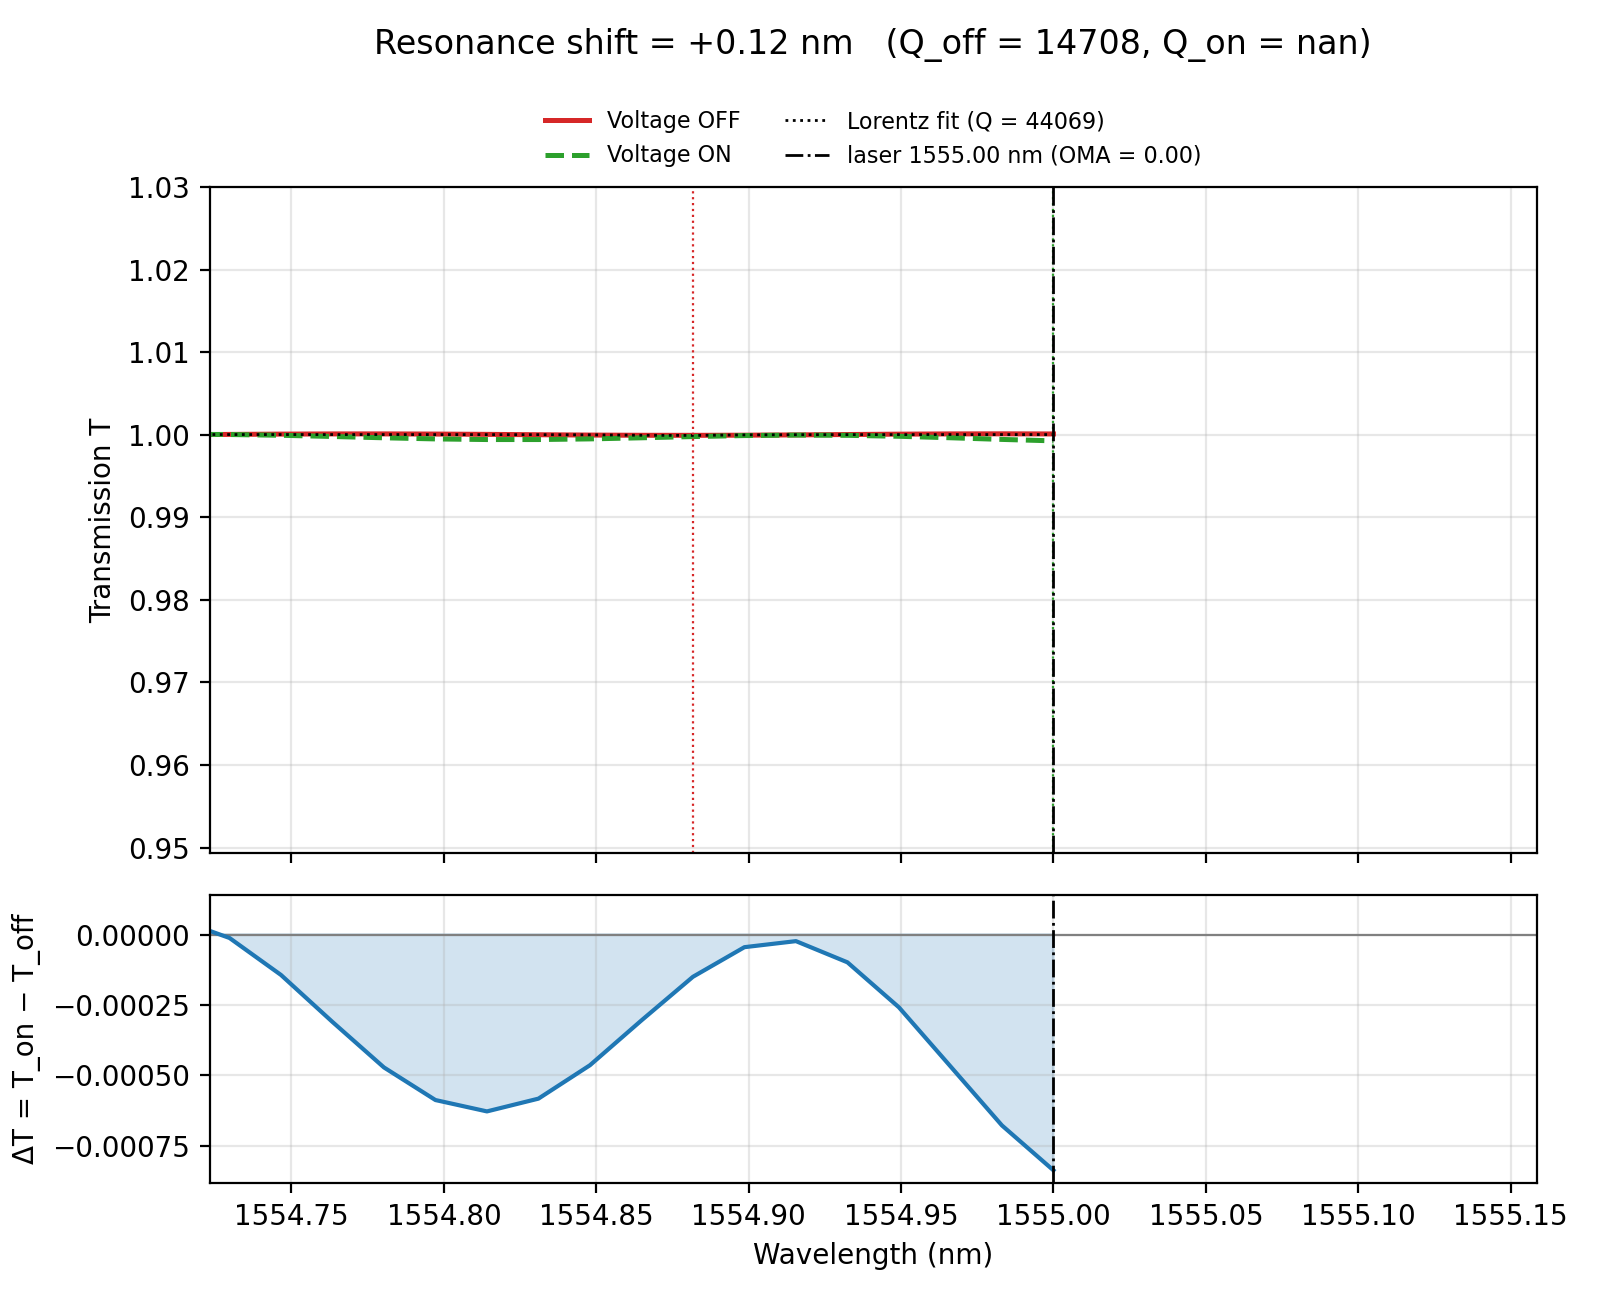 Resonance shift = +0.12 nm   (Q_off = 14708, Q_on = nan)
Voltage OFF
Voltage ON
Lorentz fit (Q = 44069)
laser 1555.00 nm (OMA = 0.00)
Transmission T
1.03
1.02
1.01
1.00
0.99
0.98
0.97
0.96
0.95
ΔT = T_on − T_off
0.00000
−0.00025
−0.00050
−0.00075
1554.75 1554.80 1554.85 1554.90 1554.95 1555.00 1555.05 1555.10 1555.15
Wavelength (nm)